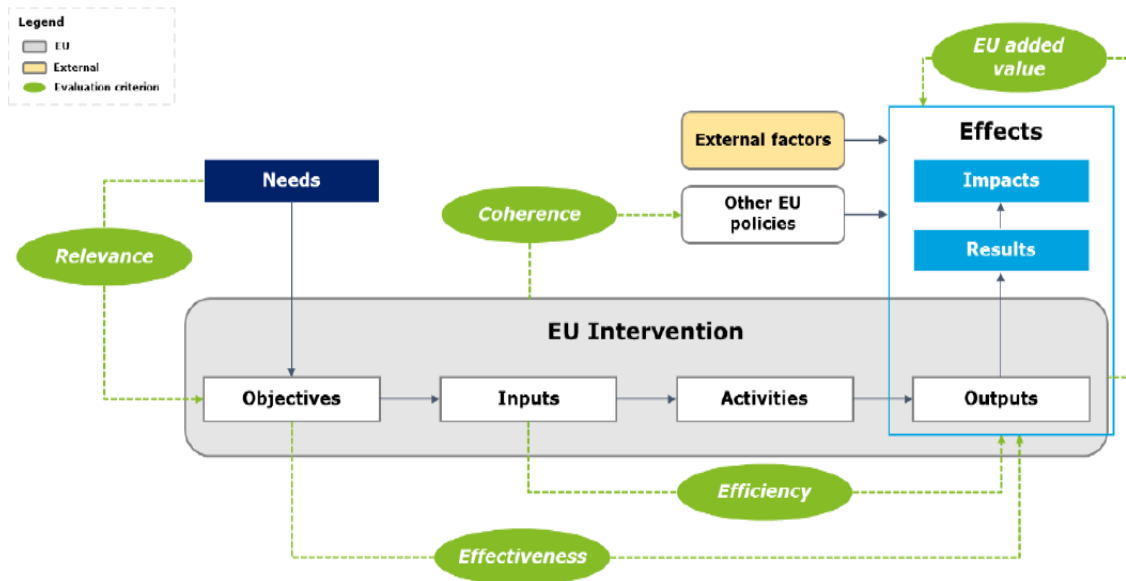 Legend
EU
External
Evaluation criterion
EU added
value
External factors
Effects
Needs
Impacts
Coherence
Other EU
policies
Relevance
Results
EU Intervention
Objectives
Inputs
Activities
Outputs
Efficiency
Effectiveness